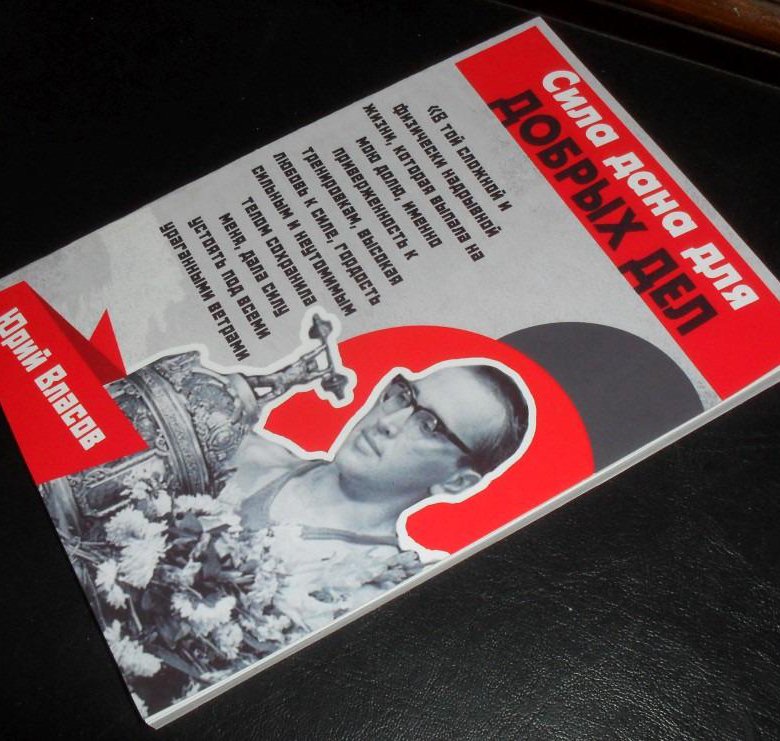 Сила дана для
ДОБРЫХ ДЕЛ
«В той сложной и
физически надрывной
жизни, которая выпала на
мою долю, именно
приверженность к
тренировкам, высокая
любовь к силе, гордость
сильным и неутомимым
телом сохранила
меня, дала силу
устоять под всеми
ураганными ветрами
Юрий Власов